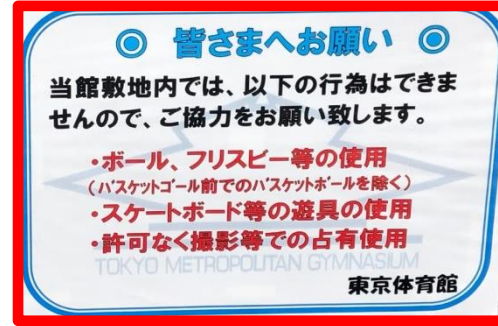 ◎ 皆さまへお願い ◎
当館敷地内では、以下の行為はできま
せんので、ご協力をお願い致します。
・ボール、フリスビー等の使用
(バスケットゴール前でのバスケットボールを除く)
・スケートボード等の遊具の使用
・許可なく撮影等での占有使用
TOKYO METROPOLITAN GYMNASIUM
東京体育館